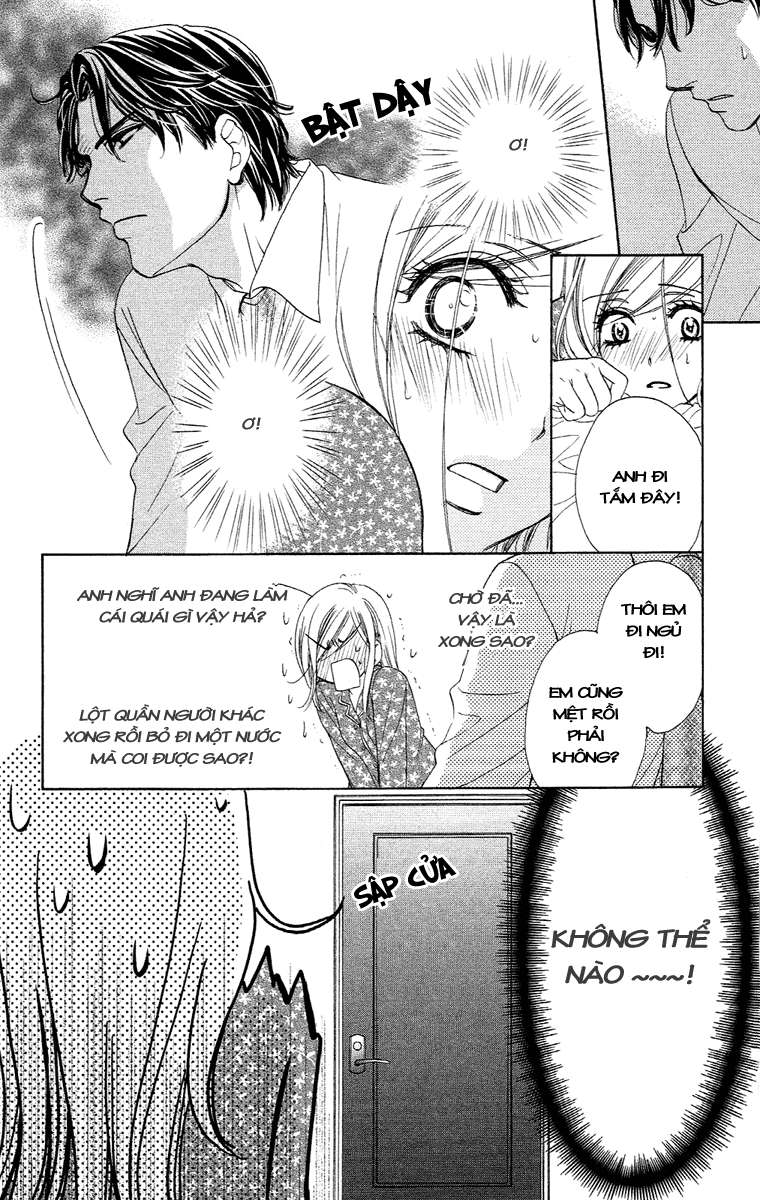 BẬT DẬY
Ơ!
Ơ!
ANH ĐI
TẮM ĐÂY!
THÔI EM
ĐI NGỦ
ĐI!
EM CŨNG
MỆT RỒI
PHẢI
KHÔNG?
CHỜ ĐÃ...
VẬY LÀ
XONG SAO?
ANH NGHĨ ANH ĐANG LÀM
CÁI QUÁI GÌ VẬY HẢ?
LỘT QUẦN NGƯỜI KHÁC
XONG RỒI BỎ ĐI MỘT NƯỚC
MÀ COI ĐƯỢC SAO?!
SẬP CỬA
KHÔNG THỂ
NÀO ~~~!